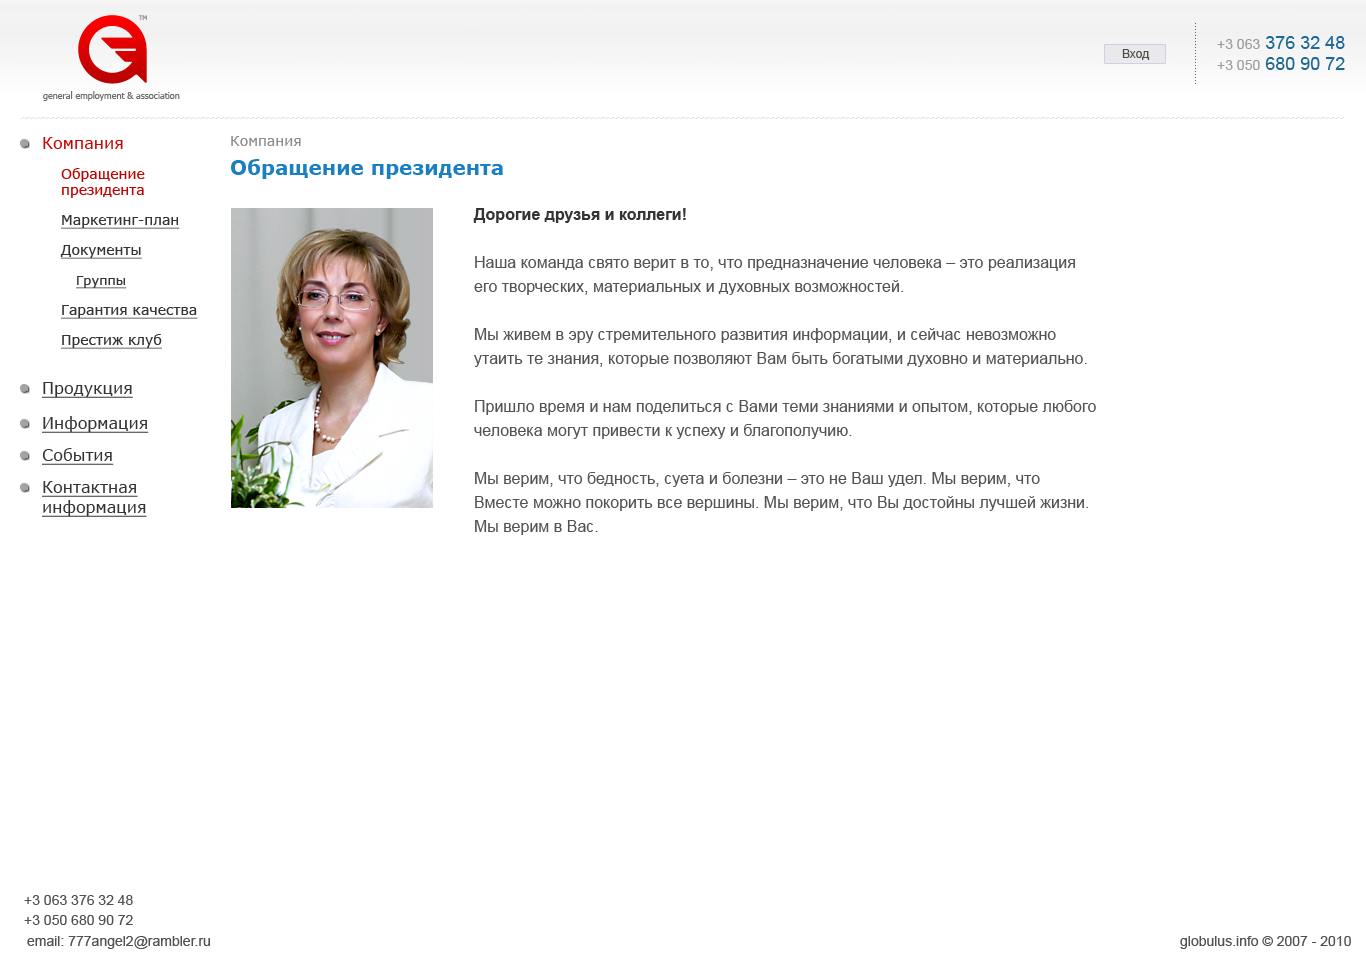 TM
general employment & association
Вход
+3 063 376 32 48
+3 050 680 90 72
Компания
Обращение
президента
Маркетинг-план
Документы
Группы
Гарантия качества
Престиж клуб
Продукция
Информация
События
Контактная
информация
Компания
Обращение президента
Дорогие друзья и коллеги!
Наша команда свято верит в то, что предназначение человека – это реализация
его творческих, материальных и духовных возможностей.
Мы живем в эру стремительного развития информации, и сейчас невозможно
утаить те знания, которые позволяют Вам быть богатыми духовно и материально.
Пришло время и нам поделиться с Вами теми знаниями и опытом, которые любого
человека могут привести к успеху и благополучию.
Мы верим, что бедность, суета и болезни – это не Ваш удел. Мы верим, что
Вместе можно покорить все вершины. Мы верим, что Вы достойны лучшей жизни.
Мы верим в Вас.
+3 063 376 32 48
+3 050 680 90 72
email: 777angel2@rambler.ru
globulus.info © 2007 - 2010